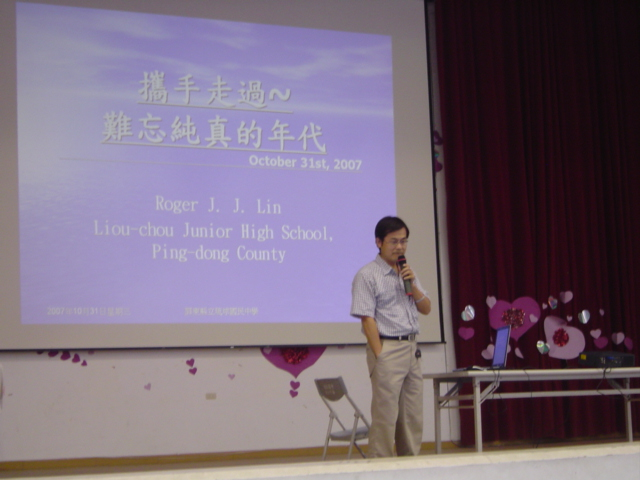 攜手走過~
難忘純真的年代
October 31st, 2007
Roger J. J. Lin
Liou-chou Junior High School,
Ping-dong County